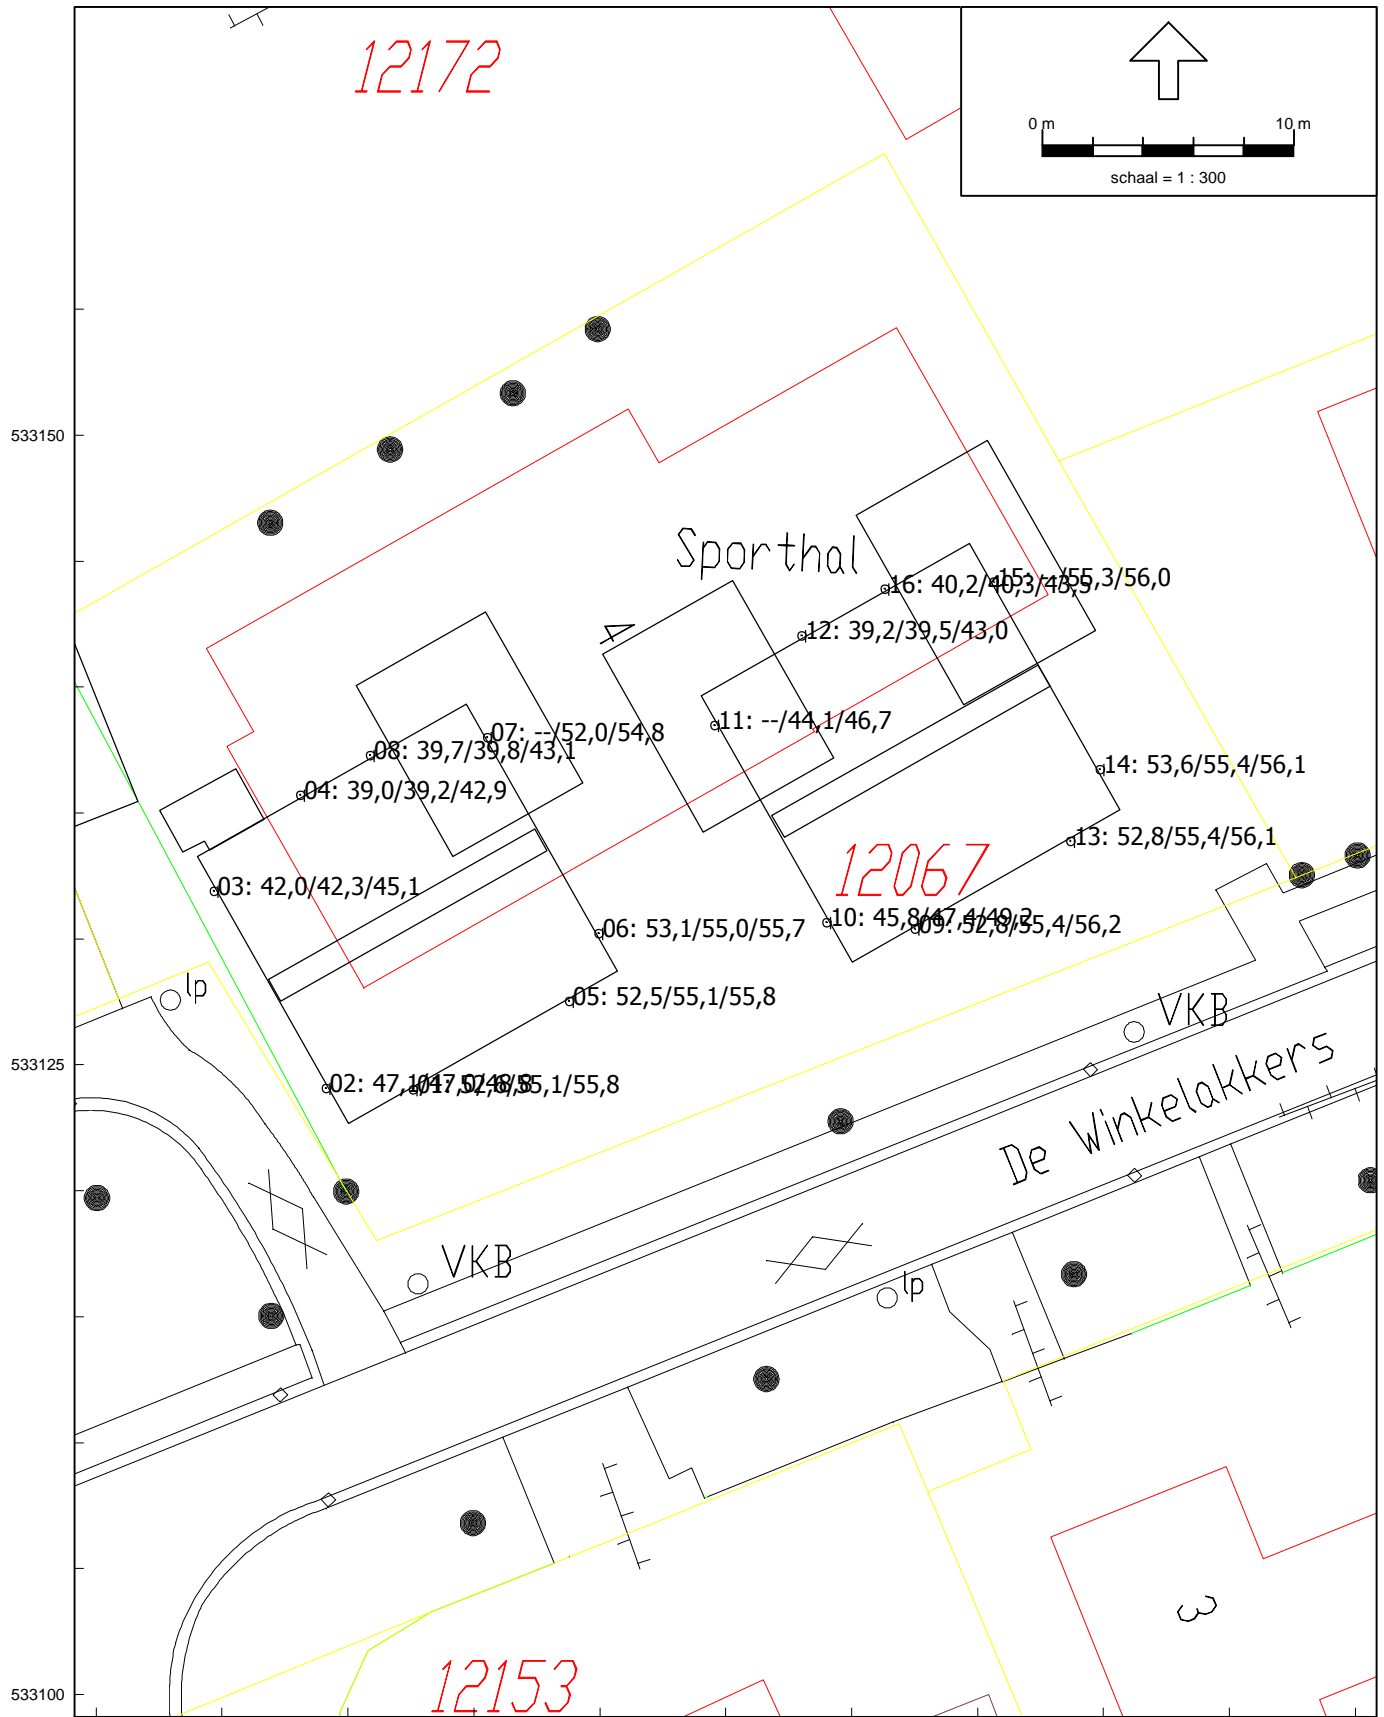 12172
0 m
10 m
schaal = 1 : 300
533150
Sporthal
4
16: 40,2/40,3/43,5
15: --/55,3/56,0
12: 39,2/39,5/43,0
11: --/44,1/46,7
07: --/52,0/54,8
08: 39,7/39,8/43,1
14: 53,6/55,4/56,1
04: 39,0/39,2/42,9
13: 52,8/55,4/56,1
12067
03: 42,0/42,3/45,1
10: 45,8/47,4/49,2
09: 52,8/55,4/56,2
06: 53,1/55,0/55,7
lp
05: 52,5/55,1/55,8
VKB
533125
02: 47,1/47,0/48,8
01: 52,6/55,1/55,8
De Winkelakkers
VKB
lp
3
12153
533100